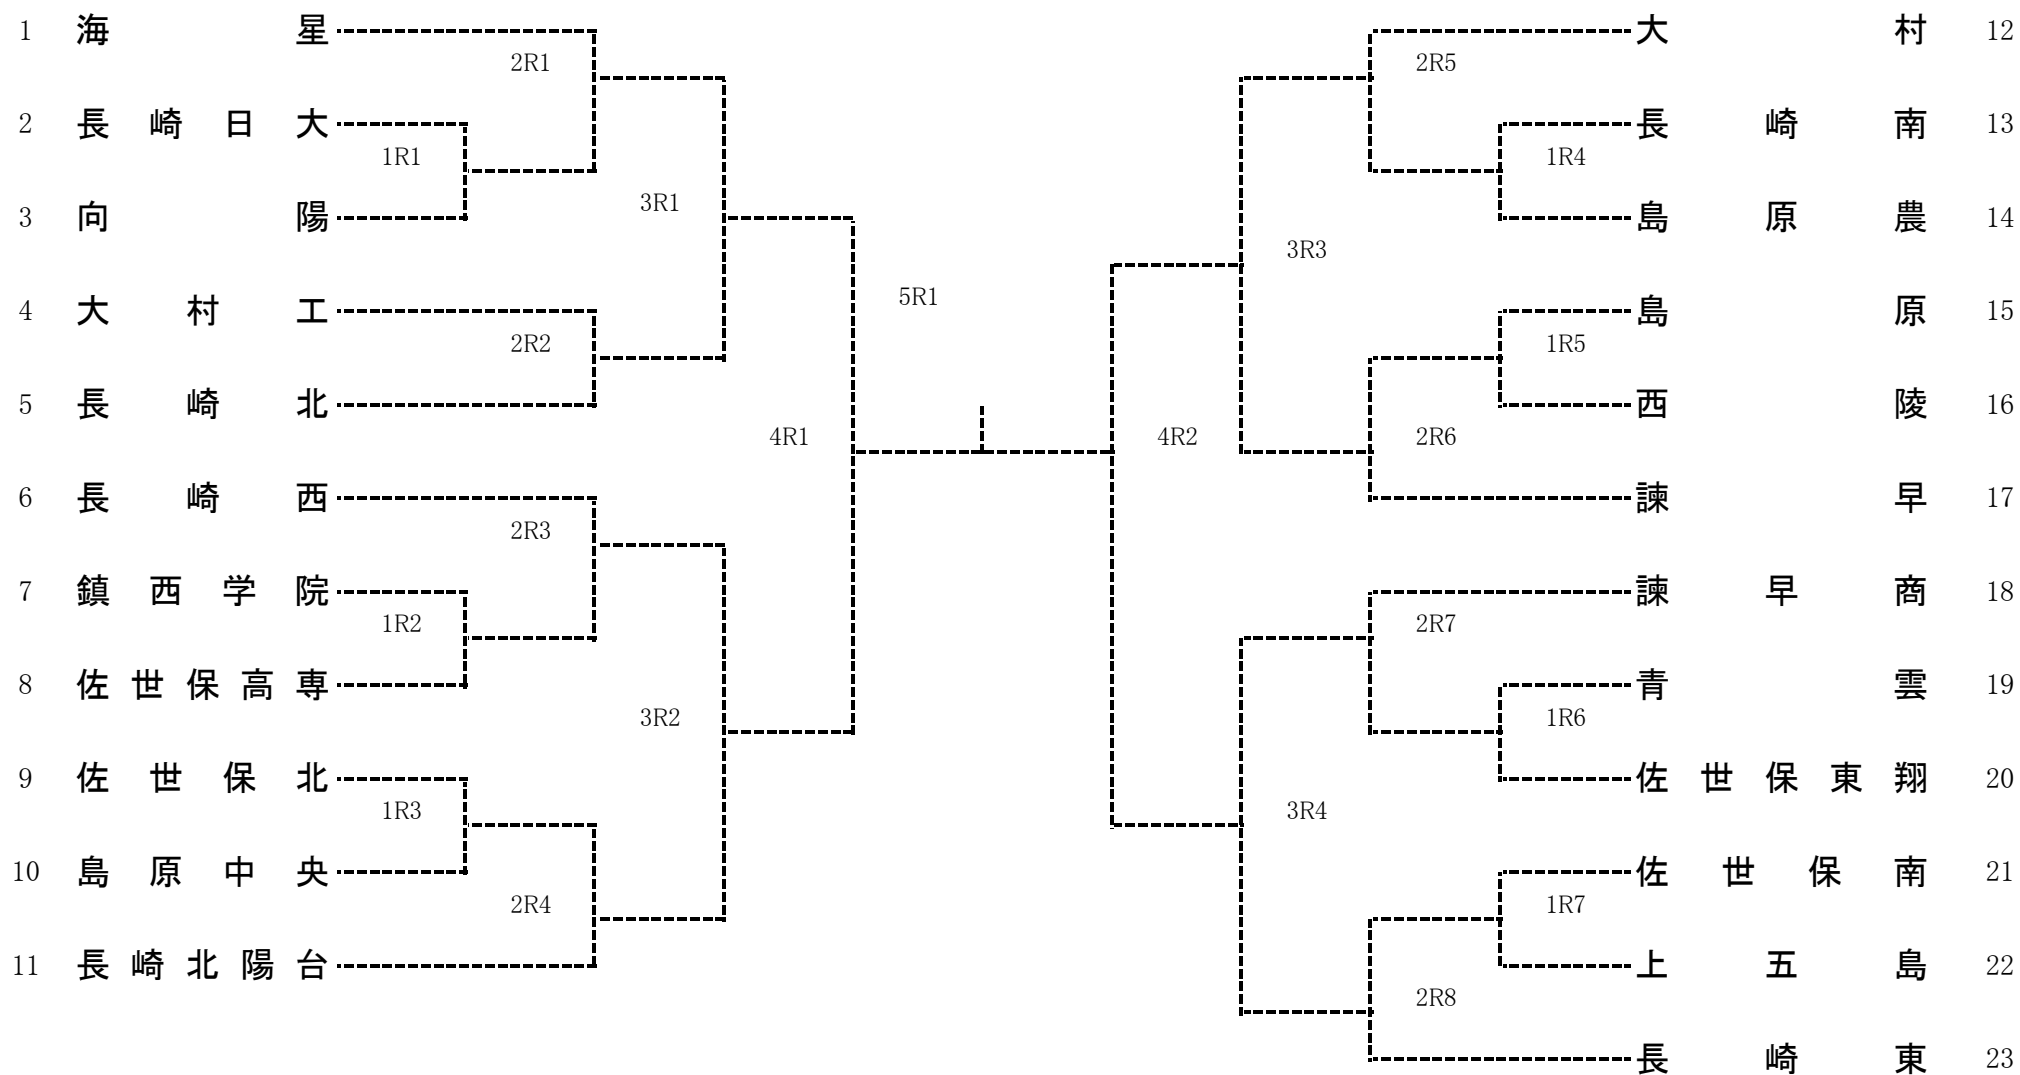 1 海星 大村 12
2R1 2R5
2 長崎日大 長崎南 13
1R1 1R4
3R1
3 向陽 島原農 14
3R3
5R1
4 大村工 島原 15
2R2 1R5
5 長崎北 西陵 16
4R1 4R2 2R6
6 長崎西 諫早 17
2R3
7 鎮西学院 諫早商 18
1R2 2R7
8 佐世保高専 青雲 19
3R2 1R6
9 佐世保北 佐世保東翔 20
1R3 3R4
10 島原中央 佐世保南 21
2R4 1R7
11 長崎北陽台 上五島 22
2R8
長崎東 23